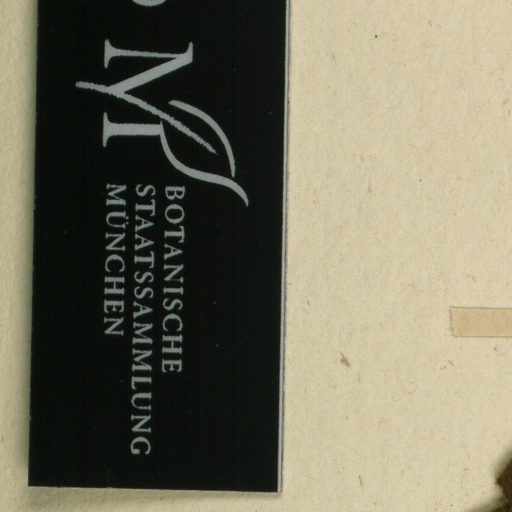 M
BOTANISCHE
STAATSSAMMLUNG
MÜNCHEN